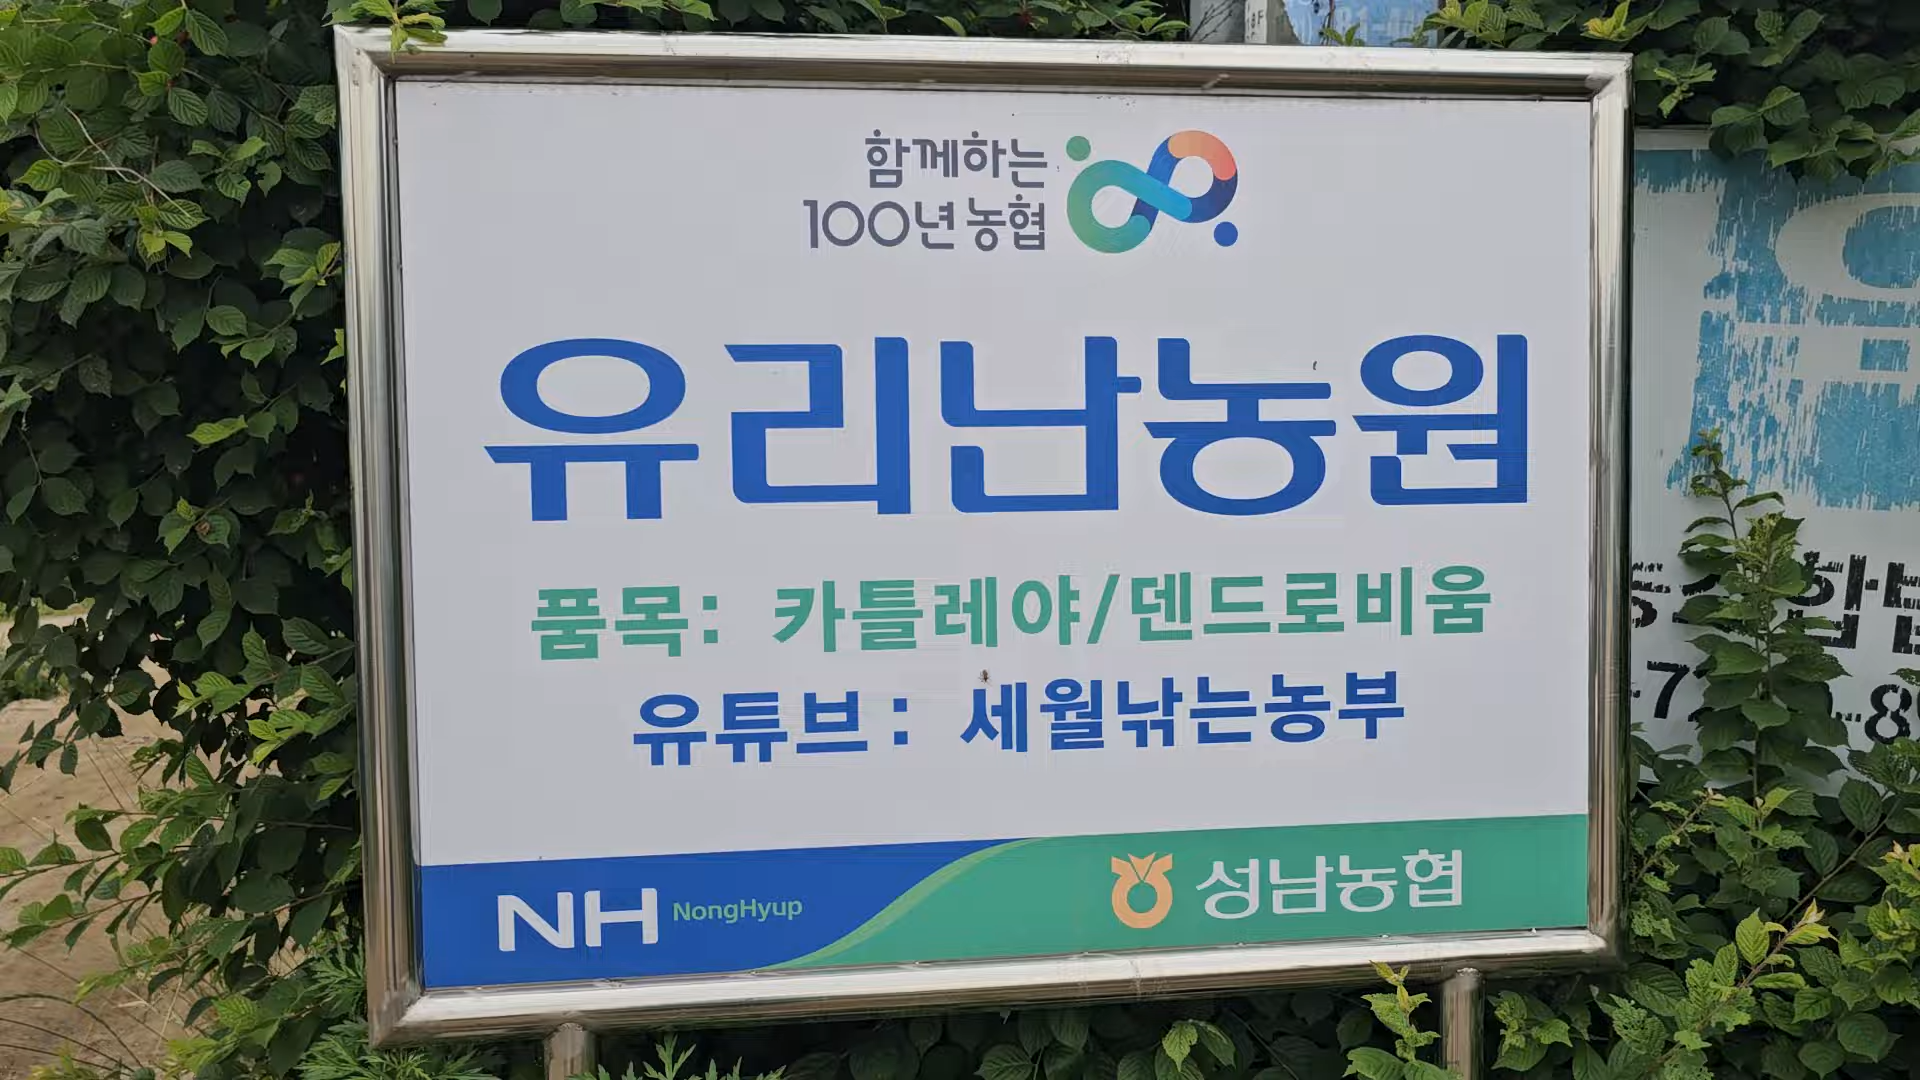 함께하는
100년 농협
유리난농원
품목: 카틀레야/덴드로비움
유튜브: 세월낚는농부
NH NongHyup
성남농협